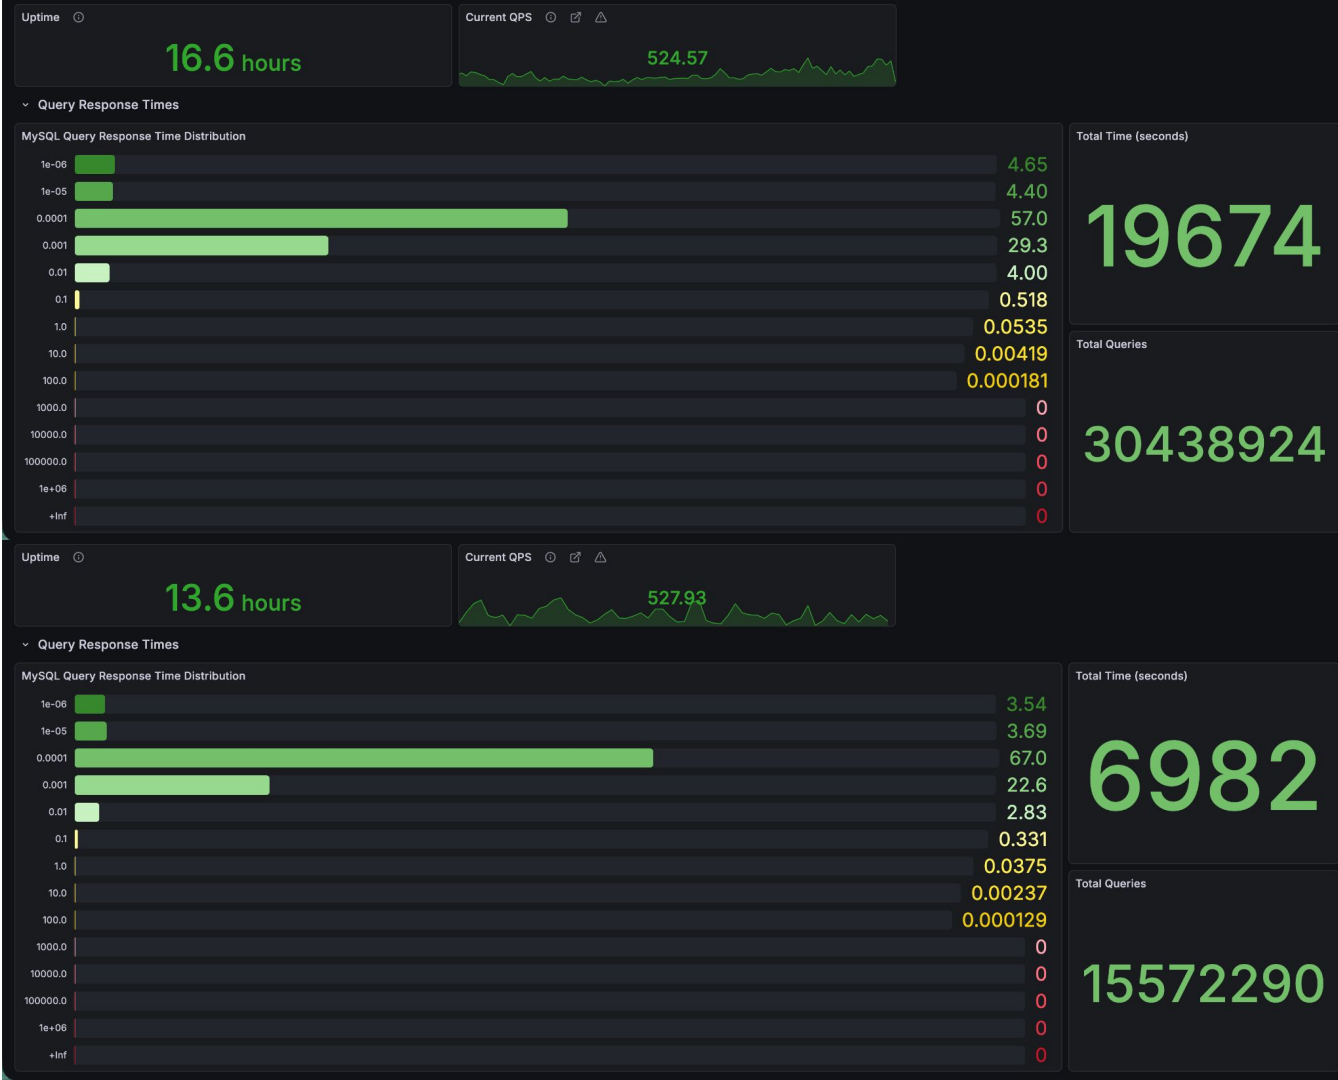 Uptime
Current QPS
16.6 hours
524.57
Query Response Times
MySQL Query Response Time Distribution
1e-06 4.65
1e-05 4.40
0.0001 57.0
0.001 29.3
0.01 4.00
0.1 0.518
1.0 0.0535
10.0 0.00419
100.0 0.000181
1000.0 0
10000.0 0
100000.0 0
1e+06 0
+Inf 0
Total Time (seconds)
19674
Total Queries
30438924
Uptime
Current QPS
13.6 hours
527.93
Query Response Times
MySQL Query Response Time Distribution
1e-06 3.54
1e-05 3.69
0.0001 67.0
0.001 22.6
0.01 2.83
0.1 0.331
1.0 0.0375
10.0 0.00237
100.0 0.000129
1000.0 0
10000.0 0
100000.0 0
1e+06 0
+Inf 0
Total Time (seconds)
6982
Total Queries
15572290